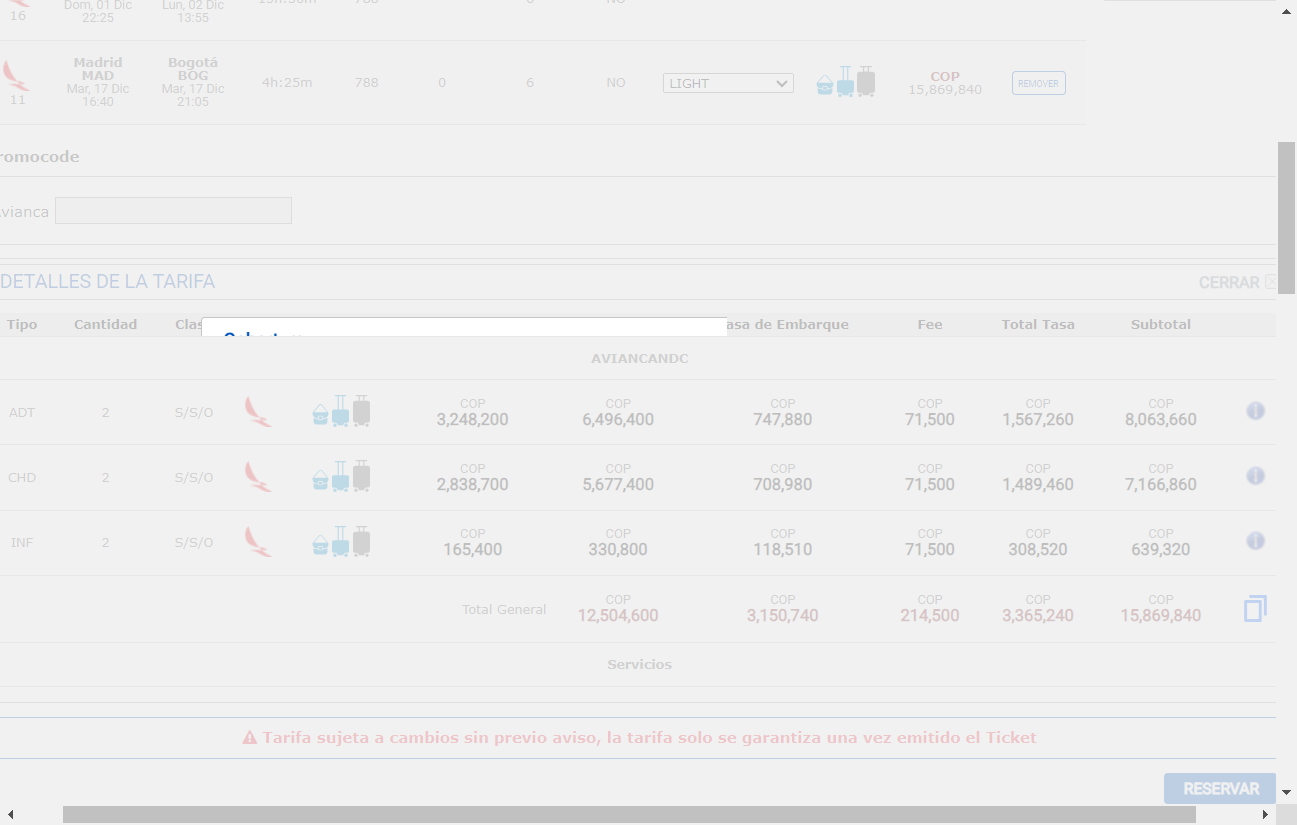 16
Dom, 01 Dic
22:25
Lun, 02 Dic
13:55
11
Madrid
MAD
Mar, 17 Dic
16:40
Bogotá
BOG
Mar, 17 Dic
21:05
4h:25m 788 0 6 NO LIGHT
COP
15,869,840
REMOVER
romocode
vianca
DETALLES DE LA TARIFA CERRAR
Tipo Cantidad Clas asa de Embarque Fee Total Tasa Subtotal
AVIANCANDC
COP COP COP COP COP COP
ADT 2 S/S/O 3,248,200 6,496,400 747,880 71,500 1,567,260 8,063,660
COP COP COP COP COP COP
CHD 2 S/S/O 2,838,700 5,677,400 708,980 71,500 1,489,460 7,166,860
COP COP COP COP COP COP
INF 2 S/S/O 165,400 330,800 118,510 71,500 308,520 639,320
COP COP COP COP COP
Total General 12,504,600 3,150,740 214,500 3,365,240 15,869,840
Servicios
Tarifa sujeta a cambios sin previo aviso, la tarifa solo se garantiza una vez emitido el Ticket
RESERVAR